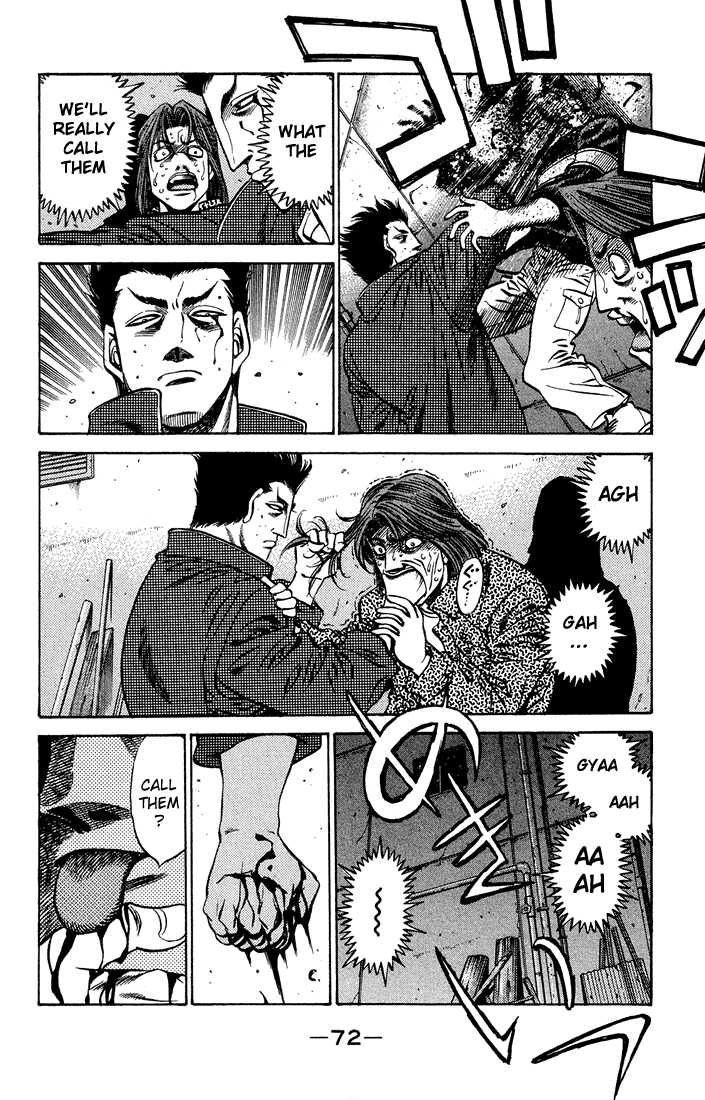 WHAT
THE
WE'LL
REALLY
CALL
THEM
AGH
GAH
...
GYAA
AAH
AA
AH
CALL
THEM
?
—72—